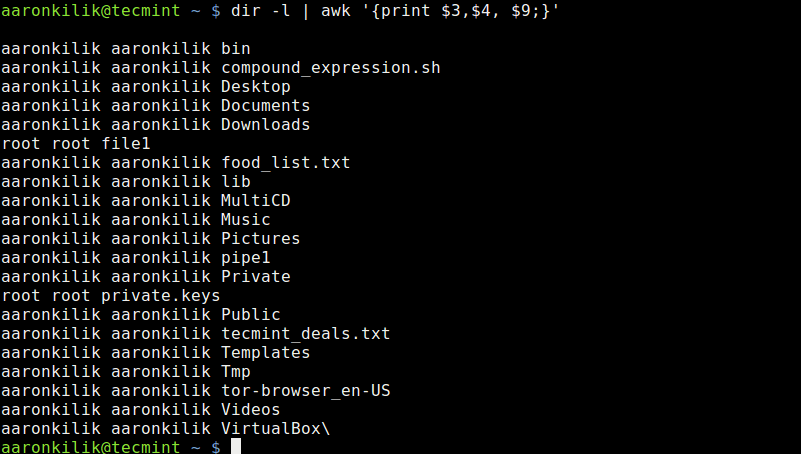 aaronkilik@tecmint ~ $ dir -l | awk '{print $3,$4, $9;}'
aaronkilik aaronkilik bin
aaronkilik aaronkilik compound_expression.sh
aaronkilik aaronkilik Desktop
aaronkilik aaronkilik Documents
aaronkilik aaronkilik Downloads
root root file1
aaronkilik aaronkilik food_list.txt
aaronkilik aaronkilik lib
aaronkilik aaronkilik MultiCD
aaronkilik aaronkilik Music
aaronkilik aaronkilik Pictures
aaronkilik aaronkilik pipe1
aaronkilik aaronkilik Private
root root private.keys
aaronkilik aaronkilik Public
aaronkilik aaronkilik tecmint_deals.txt
aaronkilik aaronkilik Templates
aaronkilik aaronkilik Tmp
aaronkilik aaronkilik tor-browser_en-US
aaronkilik aaronkilik Videos
aaronkilik aaronkilik VirtualBox\
aaronkilik@tecmint ~ $